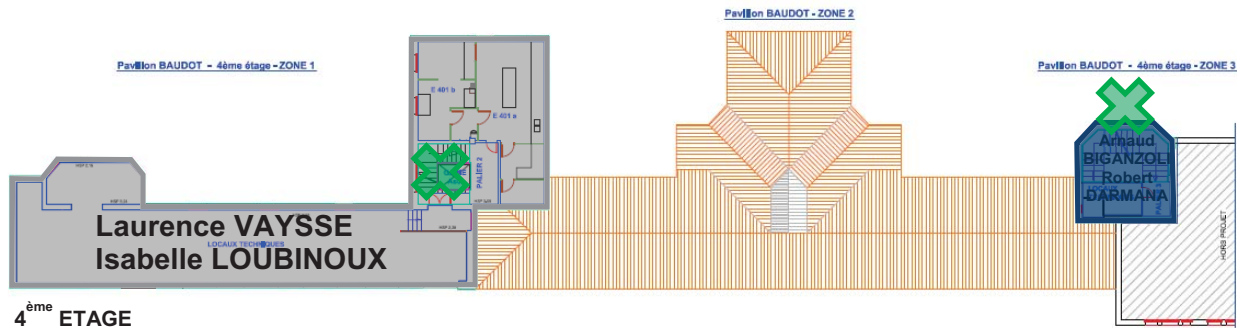 Pavillon BAUDOT - ZONE 2
Pavillon BAUDOT - 4ème étage - ZONE 1
Pavillon BAUDOT - 4ème étage - ZONE 3
E 401 b
E 401 a
PALIER 2
Arnaud
BIGANZOLI
Robert
DARMANA
Laurence VAYSSE
LOCAUX TECHNIQUES
Isabelle LOUBINOUX
HORS PROJET
4ème ETAGE